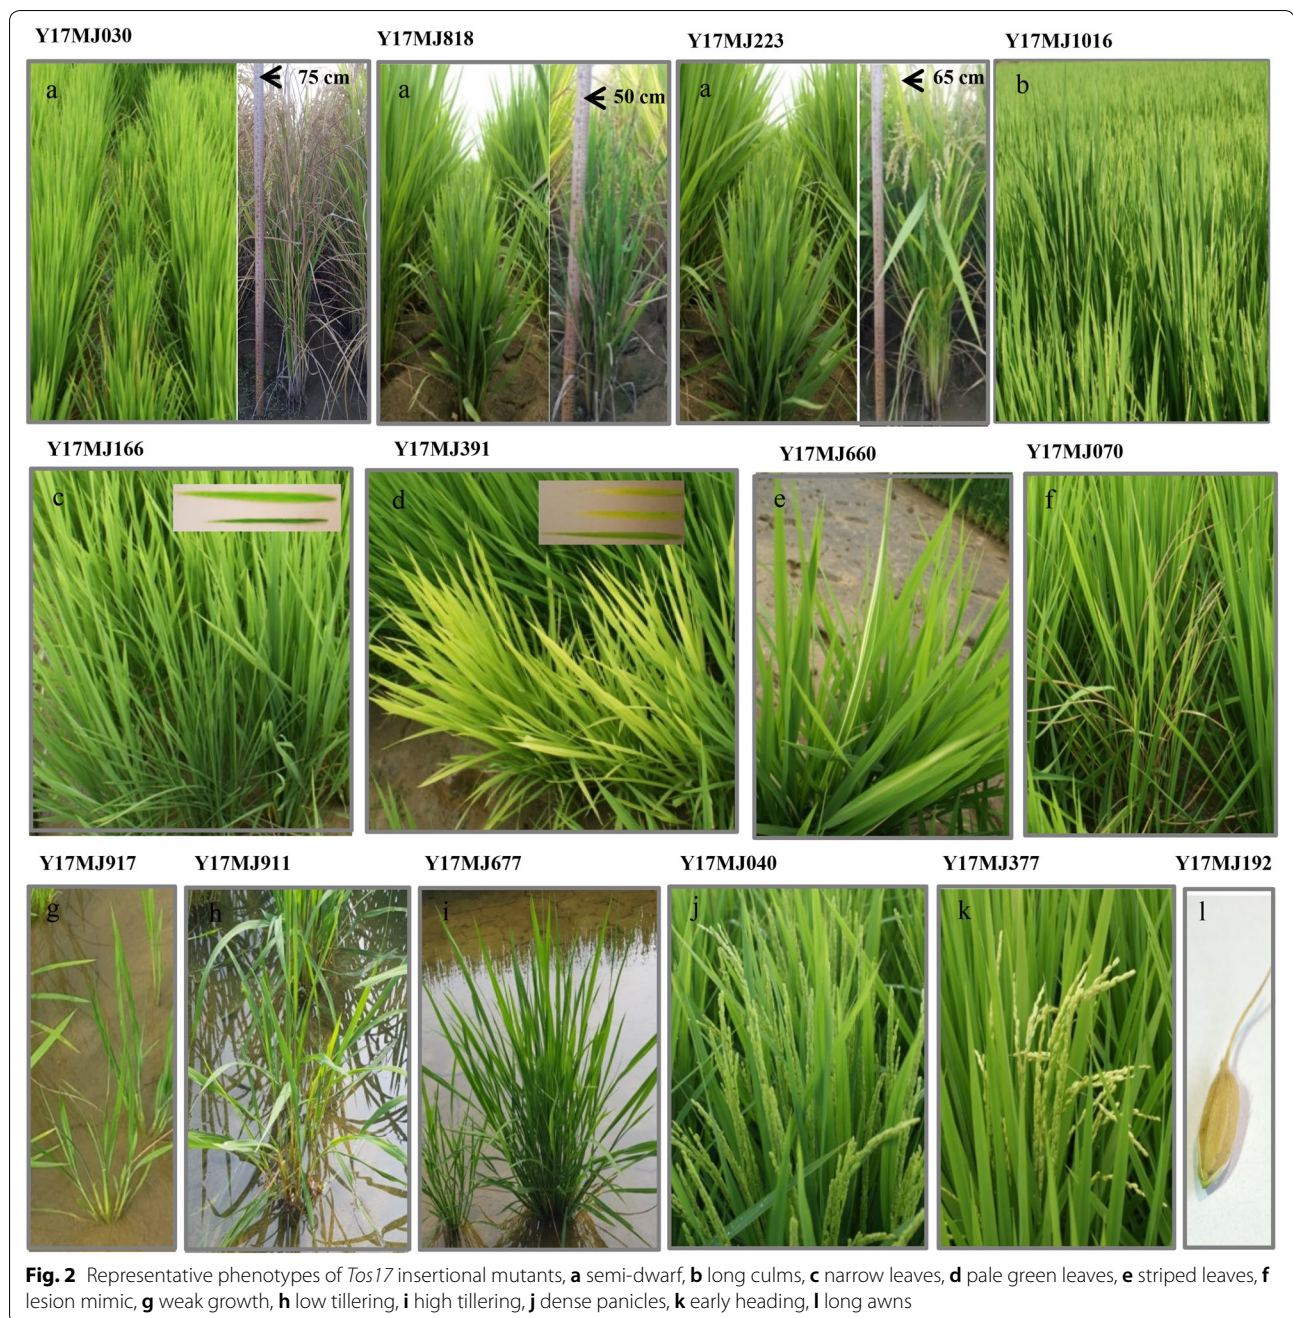 Y17MJ030 Y17MJ818 Y17MJ223 Y17MJ1016
a 75 cm a 50 cm a 65 cm b
Y17MJ166 Y17MJ391 Y17MJ660 Y17MJ070
c d e f
Y17MJ917 Y17MJ911 Y17MJ677 Y17MJ040 Y17MJ377 Y17MJ192
g h i j k l
Fig. 2 Representative phenotypes of Tos17 insertional mutants, a semi-dwarf, b long culms, c narrow leaves, d pale green leaves, e striped leaves, f
lesion mimic, g weak growth, h low tillering, i high tillering, j dense panicles, k early heading, l long awns